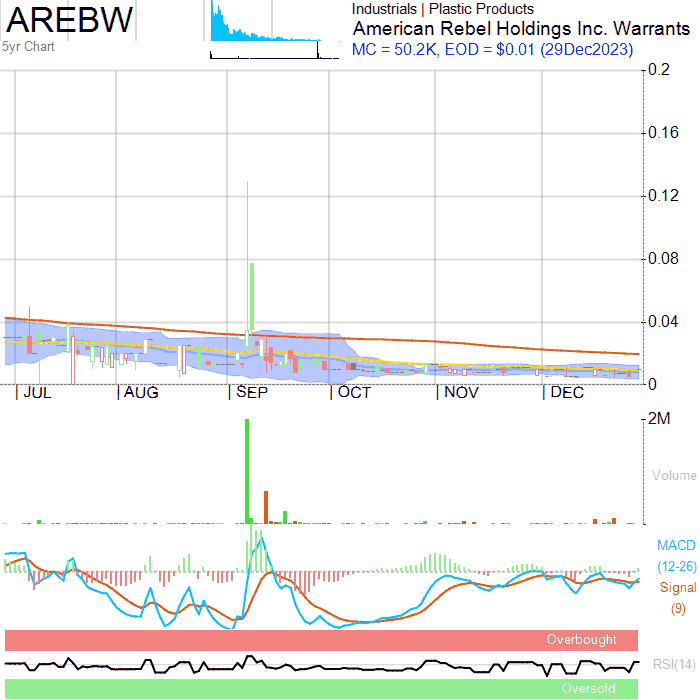 AREBW
5yr Chart
Industrials | Plastic Products
American Rebel Holdings Inc. Warrants
MC = 50.2K, EOD = $0.01 (29Dec2023)
0.2
0.16
0.12
0.08
0.04
0
JUL AUG SEP OCT NOV DEC
2M
Volume
MACD
(12-26)
Signal
(9)
Overbought
RSI(14)
Oversold